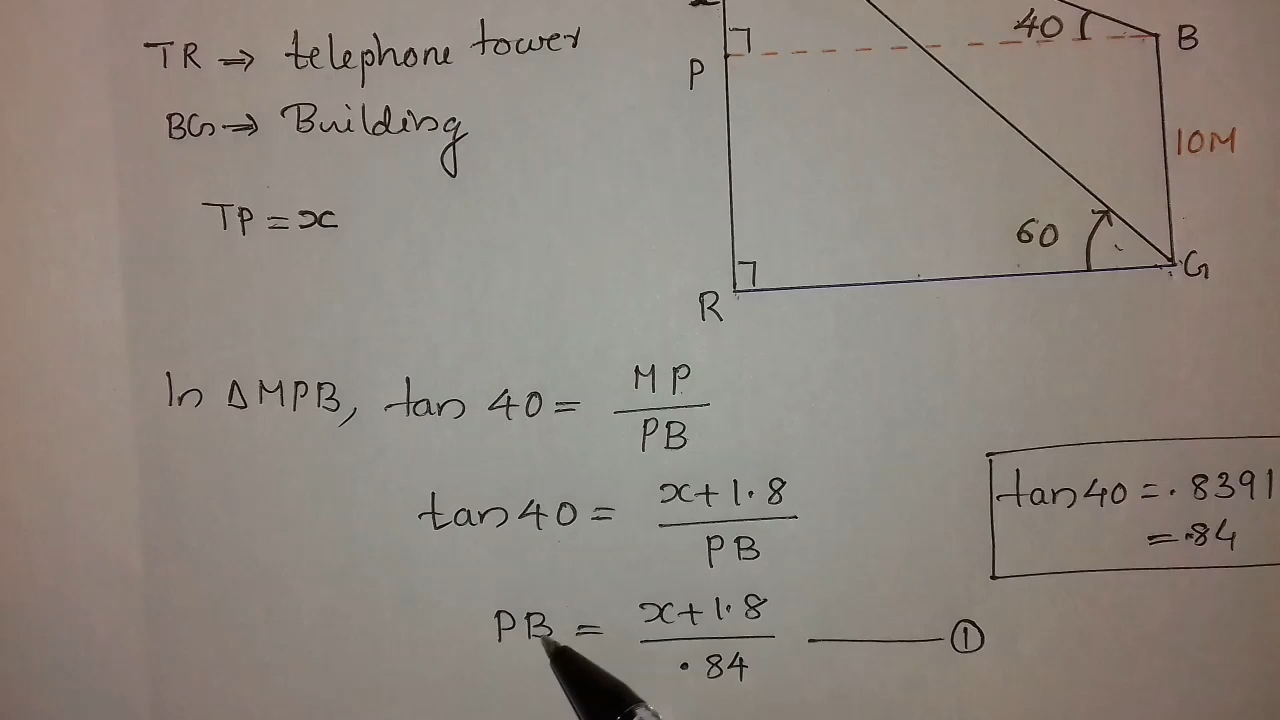 TR ⇒ telephone tower
BG ⇒ Building
TP = x
40
B
P
10M
60
G
R
In ΔMPB, tan 40 = MP / PB
tan 40 = x+1.8 / PB
tan 40 = .8391
= .84
PB = x+1.8 / .84 ——— ①